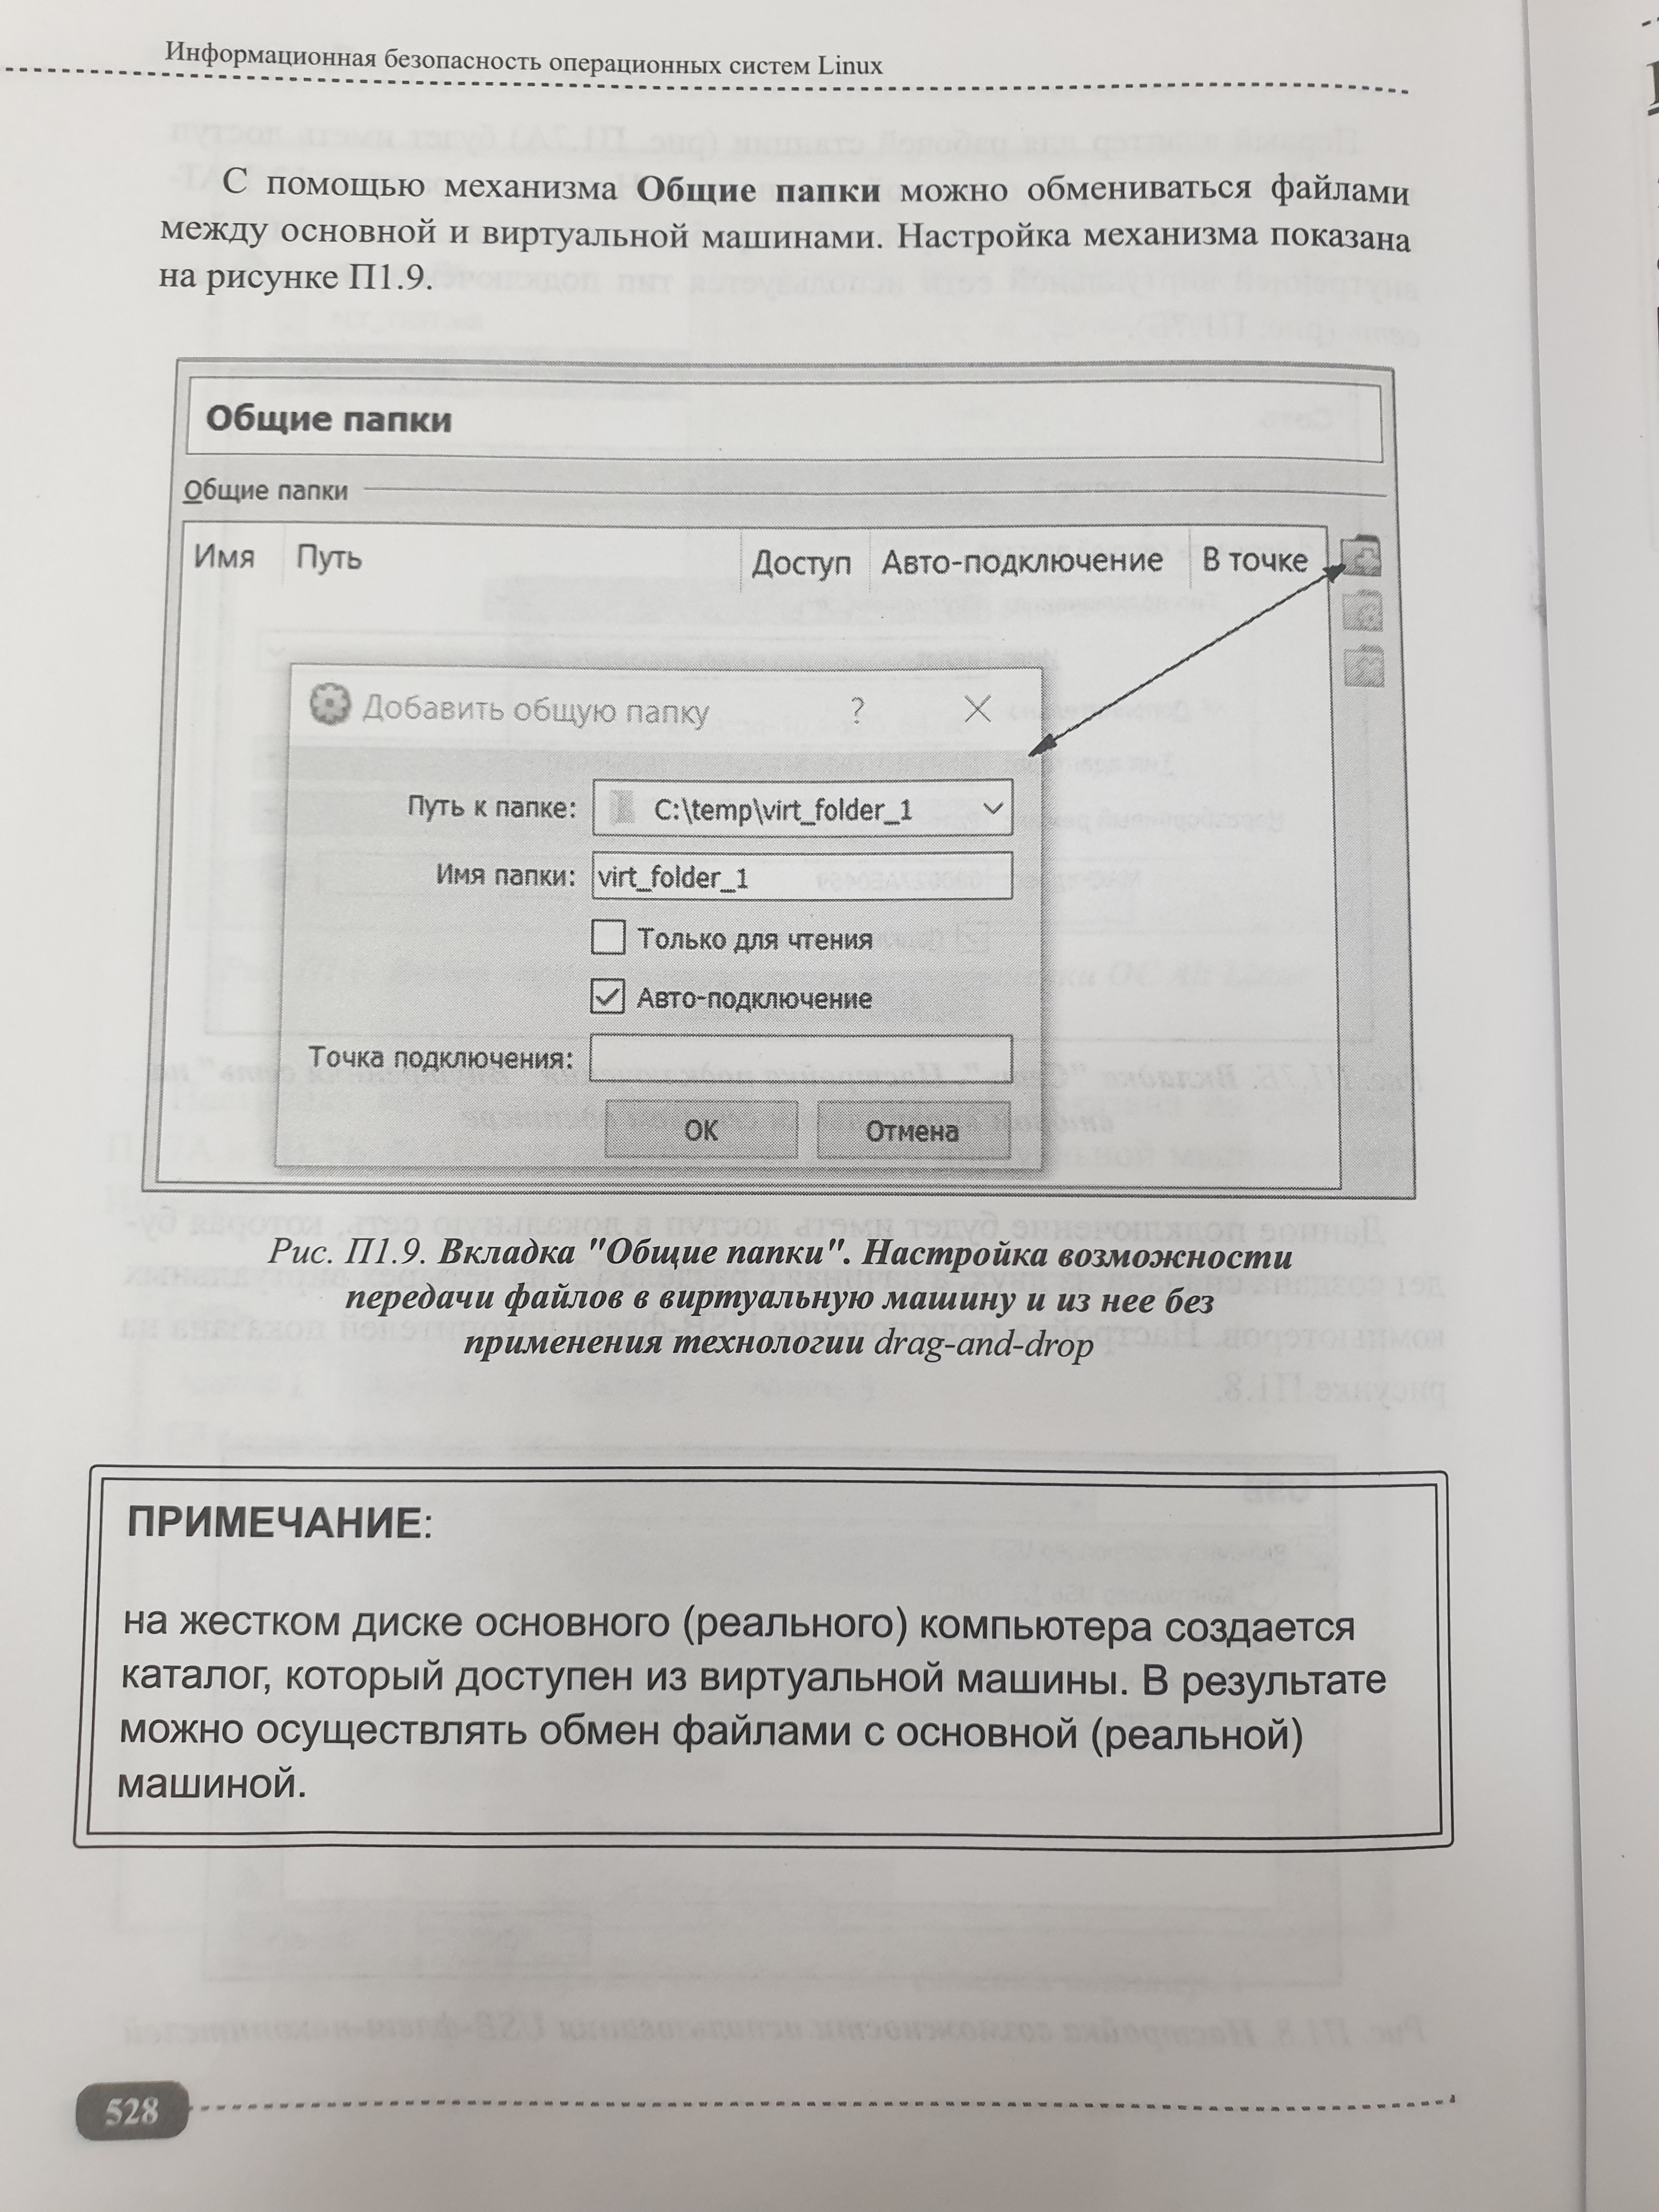 Информационная безопасность операционных систем Linux
С помощью механизма Общие папки можно обмениваться файлами
между основной и виртуальной машинами. Настройка механизма показана
на рисунке П1.9.
Общие папки
Общие папки
Имя Путь Доступ Авто-подключение В точке
Добавить общую папку ?
Путь к папке: C:\temp\virt_folder_1
Имя папки: virt_folder_1
Только для чтения
Авто-подключение
Точка подключения:
ОК Отмена
Рис. П1.9. Вкладка "Общие папки". Настройка возможности
передачи файлов в виртуальную машину и из нее без
применения технологии drag-and-drop
ПРИМЕЧАНИЕ:
на жестком диске основного (реального) компьютера создается
каталог, который доступен из виртуальной машины. В результате
можно осуществлять обмен файлами с основной (реальной)
машиной.
528